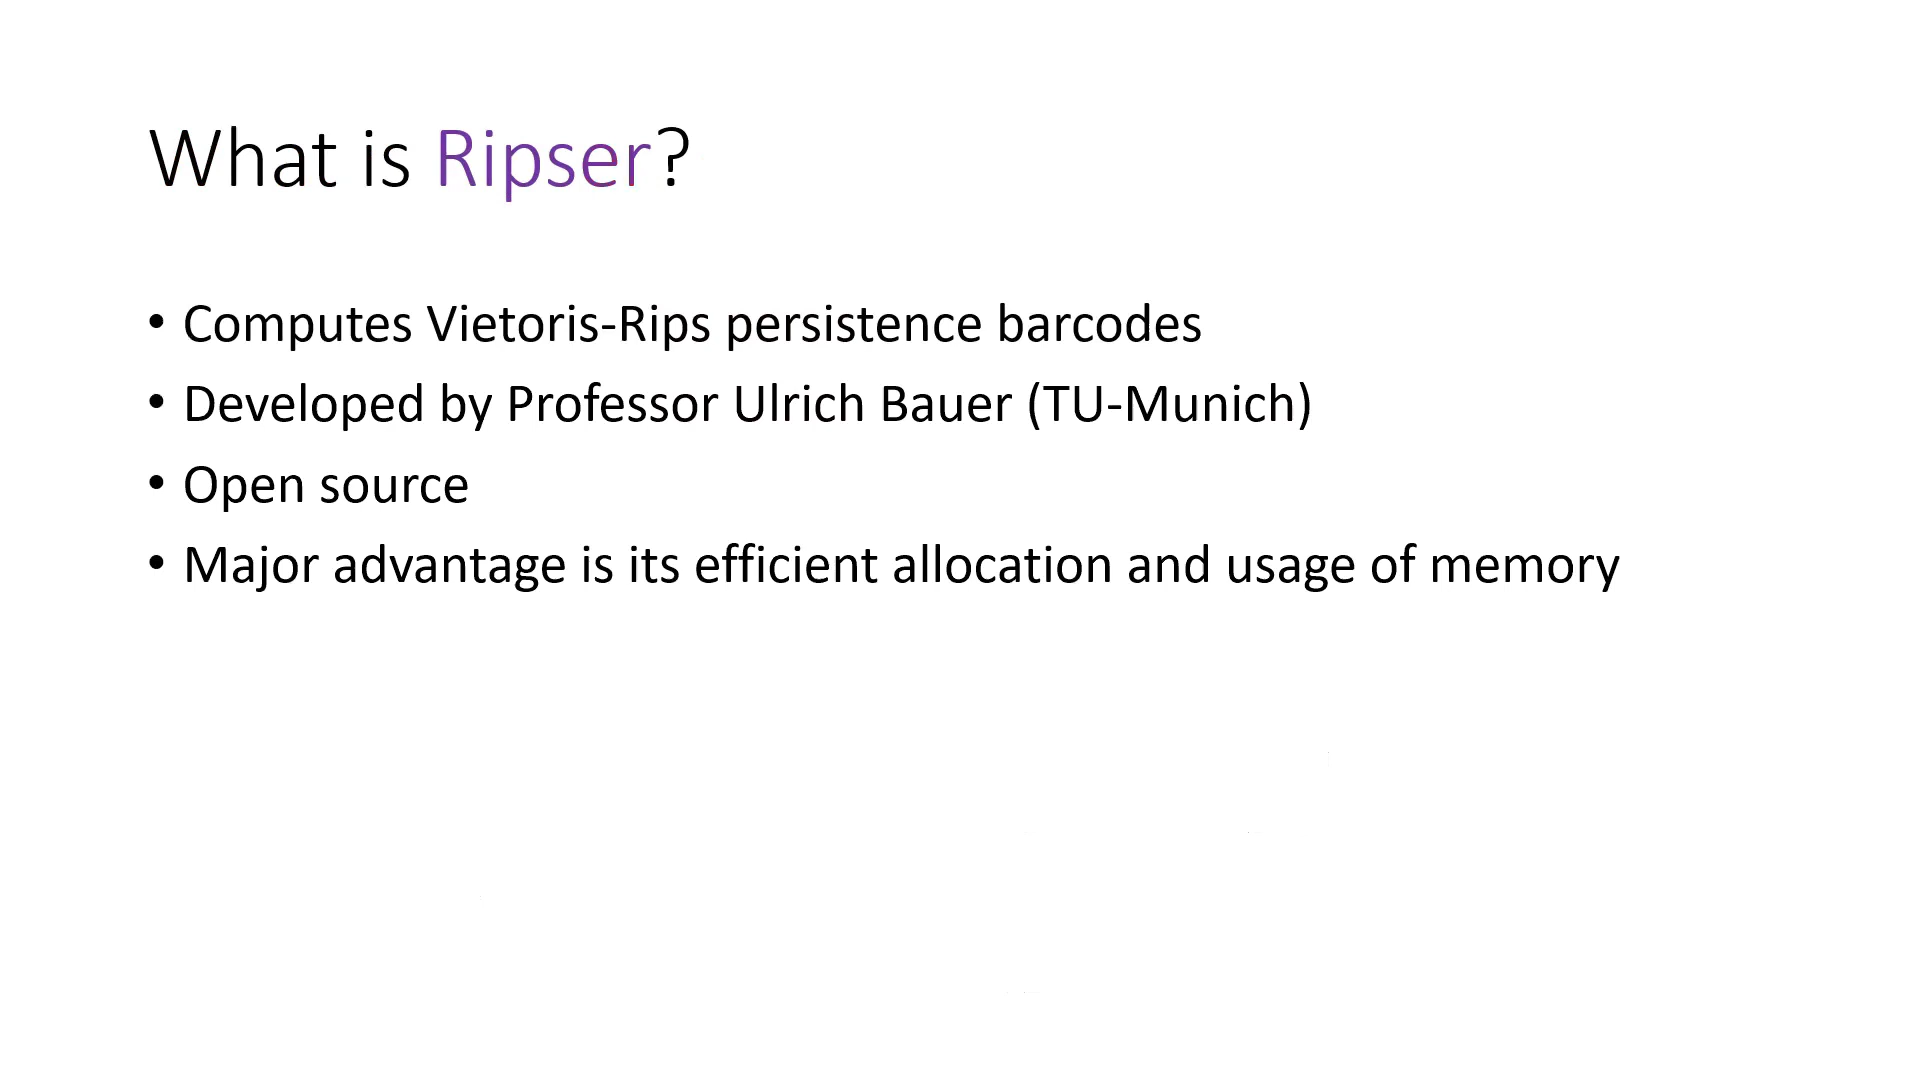 What is Ripser?
• Computes Vietoris-Rips persistence barcodes
• Developed by Professor Ulrich Bauer (TU-Munich)
• Open source
• Major advantage is its efficient allocation and usage of memory